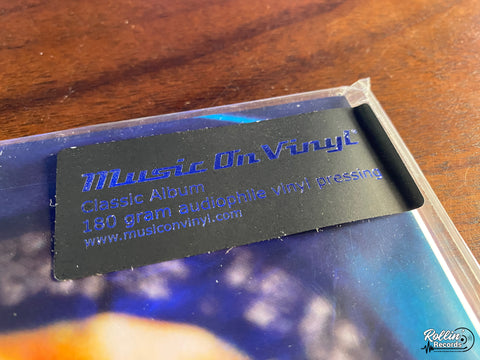 Music On Vinyl
Classic Album
180 gram audiophile vinyl pressing
www.musiconvinyl.com
Rollin'
Records